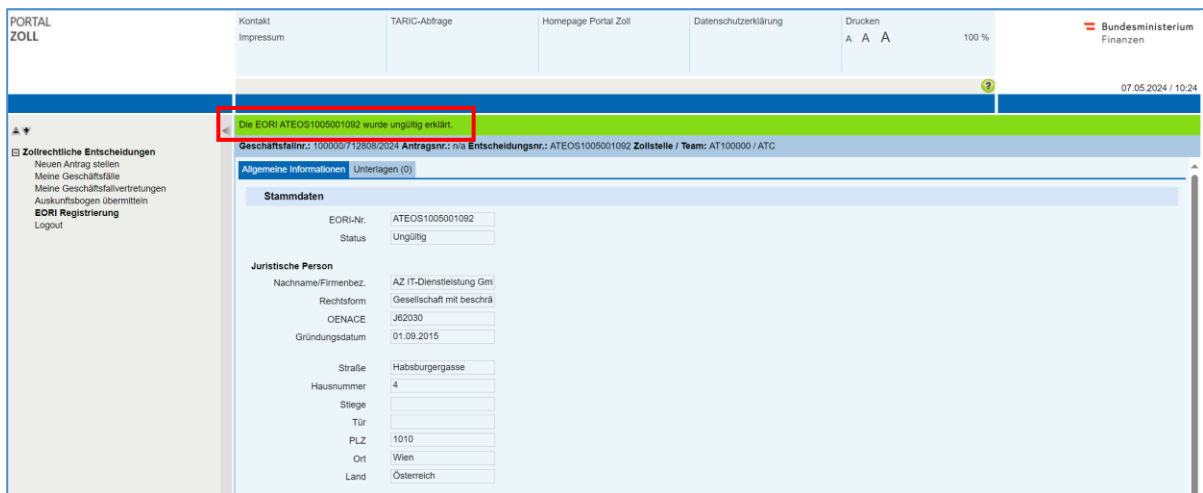 PORTAL
ZOLL
Kontakt
Impressum
TARIC-Abfrage
Homepage Portal Zoll
Datenschutzerklärung
Drucken
A A A 100 %
Bundesministerium
Finanzen
?
07.05.2024 / 10:24
Die EORI ATEOS1005001092 wurde ungültig erklärt.
Geschäftsfallnr.: 100000/712808/2024 Antragsnr.: n/a Entscheidungsnr.: ATEOS1005001092 Zollstelle / Team: AT100000 / ATC
Zollrechtliche Entscheidungen
Neuen Antrag stellen
Meine Geschäftsfälle
Meine Geschäftsfallvertretungen
Auskunftsbogen übermitteln
EORI Registrierung
Logout
Allgemeine Informationen Unterlagen (0)
Stammdaten
EORI-Nr. ATEOS1005001092
Status Ungültig
Juristische Person
Nachname/Firmenbez. AZ IT-Dienstleistung Gm
Rechtsform Gesellschaft mit beschrä
OENACE J62030
Gründungsdatum 01.09.2015
Straße Habsburgergasse
Hausnummer 4
Stiege
Tür
PLZ 1010
Ort Wien
Land Österreich